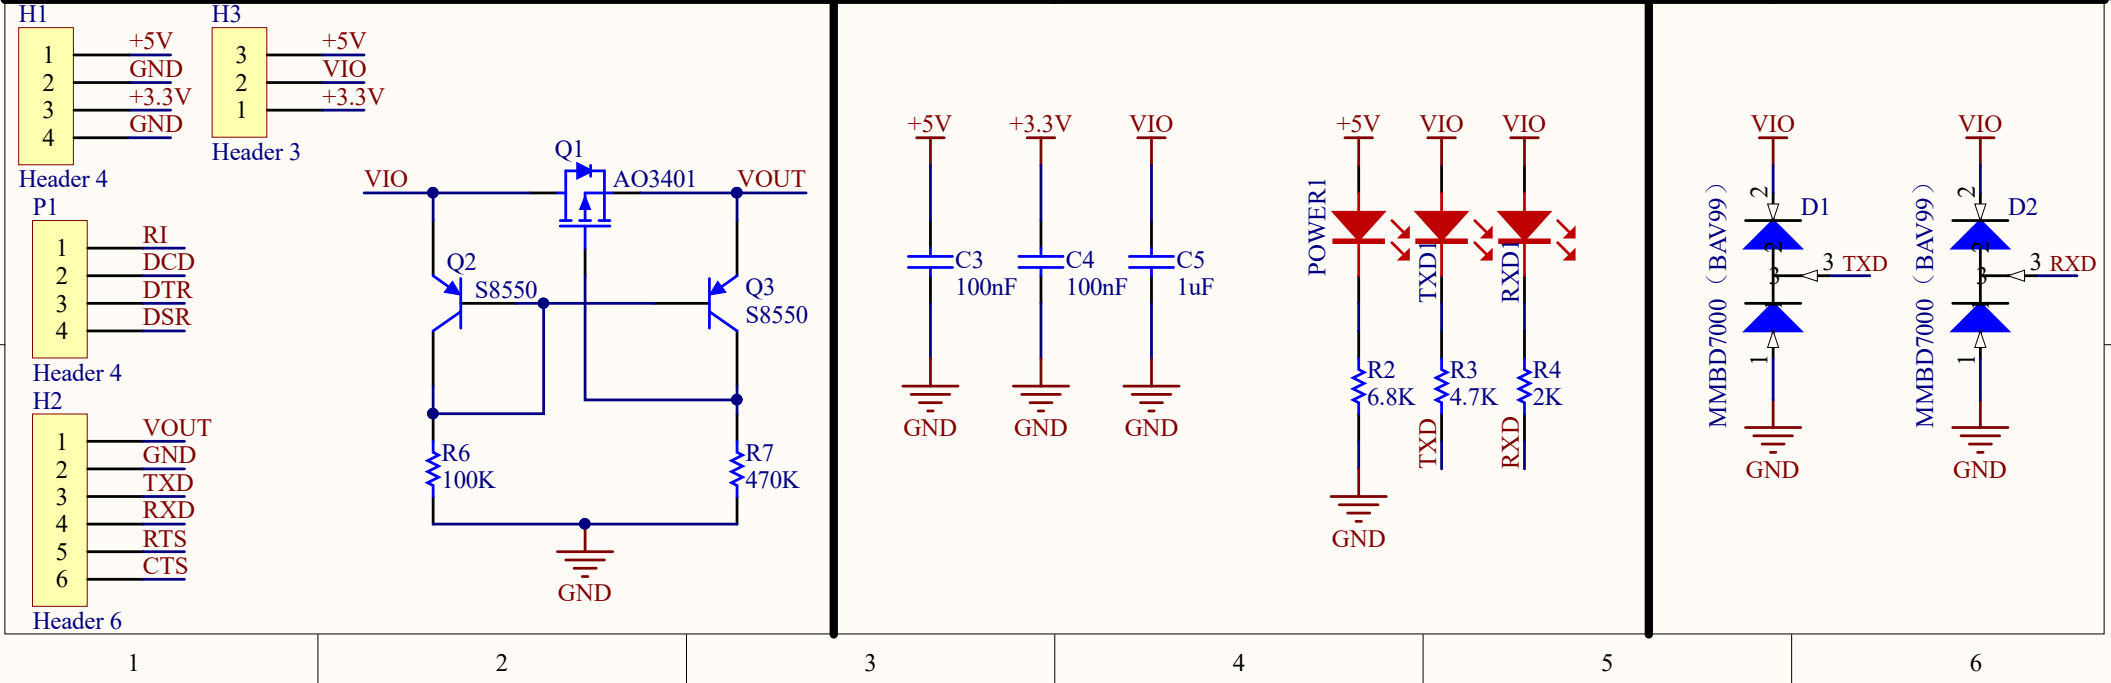 H1
1 +5V
2 GND
3 +3.3V
4 GND
Header 4
H3
3 +5V
2 VIO
1 +3.3V
Header 3
P1
1 RI
2 DCD
3 DTR
4 DSR
Header 4
H2
1 VOUT
2 GND
3 TXD
4 RXD
5 RTS
6 CTS
Header 6
Q1
VIO
AO3401
VOUT
Q2
S8550
Q3
S8550
R6
100K
R7
470K
GND
+5V
C3
100nF
GND
+3.3V
C4
100nF
GND
VIO
C5
1uF
GND
+5V
POWER1
R2
6.8K
GND
VIO
TXD1
R3
4.7K
TXD
VIO
RXD1
R4
2K
RXD
VIO
2
D1
MMBD7000（BAV99）
2
3
3 TXD
1
GND
VIO
2
D2
MMBD7000（BAV99）
2
3
3 RXD
1
GND
1 2 3 4 5 6